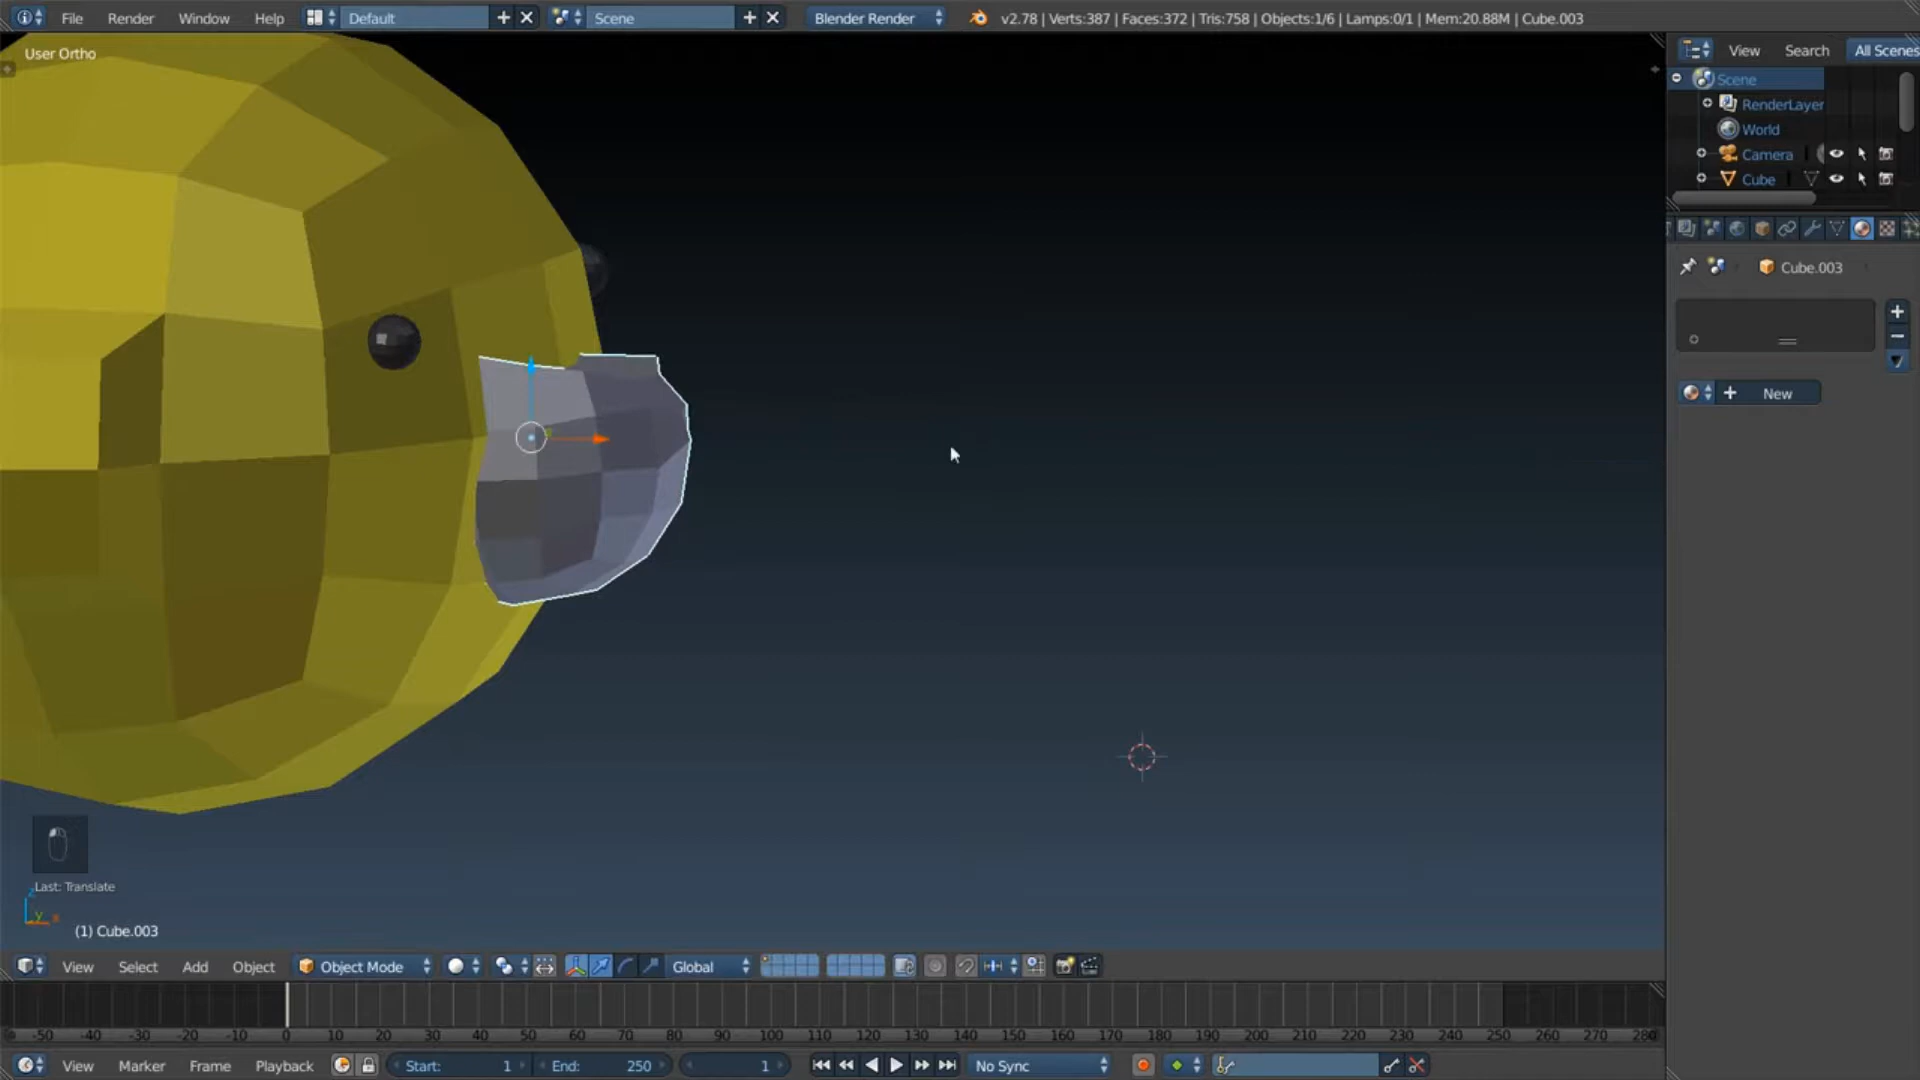 File Render Window Help Default Scene Blender Render v2.78 | Verts:387 | Faces:372 | Tris:758 | Objects:1/6 | Lamps:0/1 | Mem:20.88M | Cube.003
User Ortho
View Search All Scenes
Scene
RenderLayer
World
Camera
Cube
Cube.003
New
Last: Translate
z
y x
(1) Cube.003
View Select Add Object Object Mode Global
-50 -40 -30 -20 -10 0 10 20 30 40 50 60 70 80 90 100 110 120 130 140 150 160 170 180 190 200 210 220 230 240 250 260 270 280
View Marker Frame Playback Start: 1 End: 250 1 No Sync